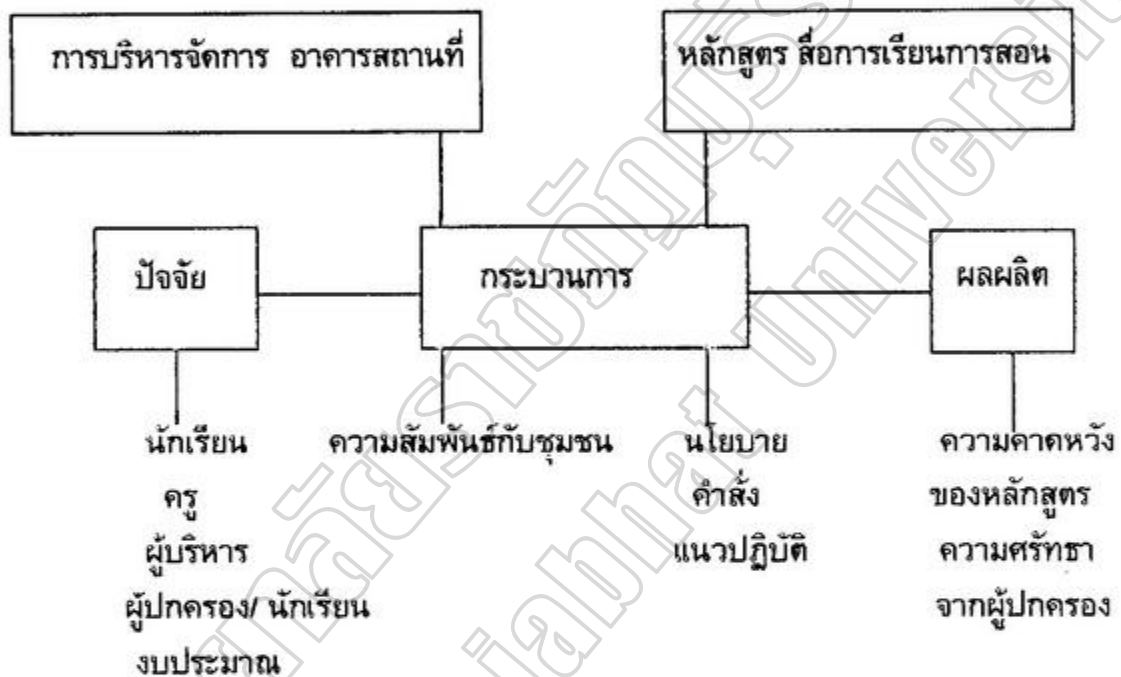 การบริหารจัดการ อาคารสถานที่
หลักสูตร สื่อการเรียนการสอน
ปัจจัย
กระบวนการ
ผลผลิต
นักเรียน
ครู
ผู้บริหาร
ผู้ปกครอง/ นักเรียน
งบประมาณ
ความสัมพันธ์กับชุมชน
นโยบาย
คำสั่ง
แนวปฏิบัติ
ความคาดหวัง
ของหลักสูตร
ความศรัทธา
จากผู้ปกครอง